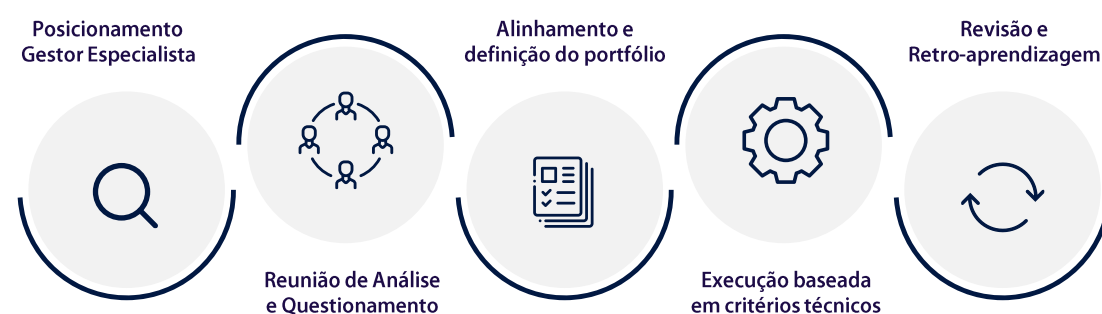 Posicionamento
Gestor Especialista
Reunião de Análise
e Questionamento
Alinhamento e
definição do portfólio
Execução baseada
em critérios técnicos
Revisão e
Retro-aprendizagem